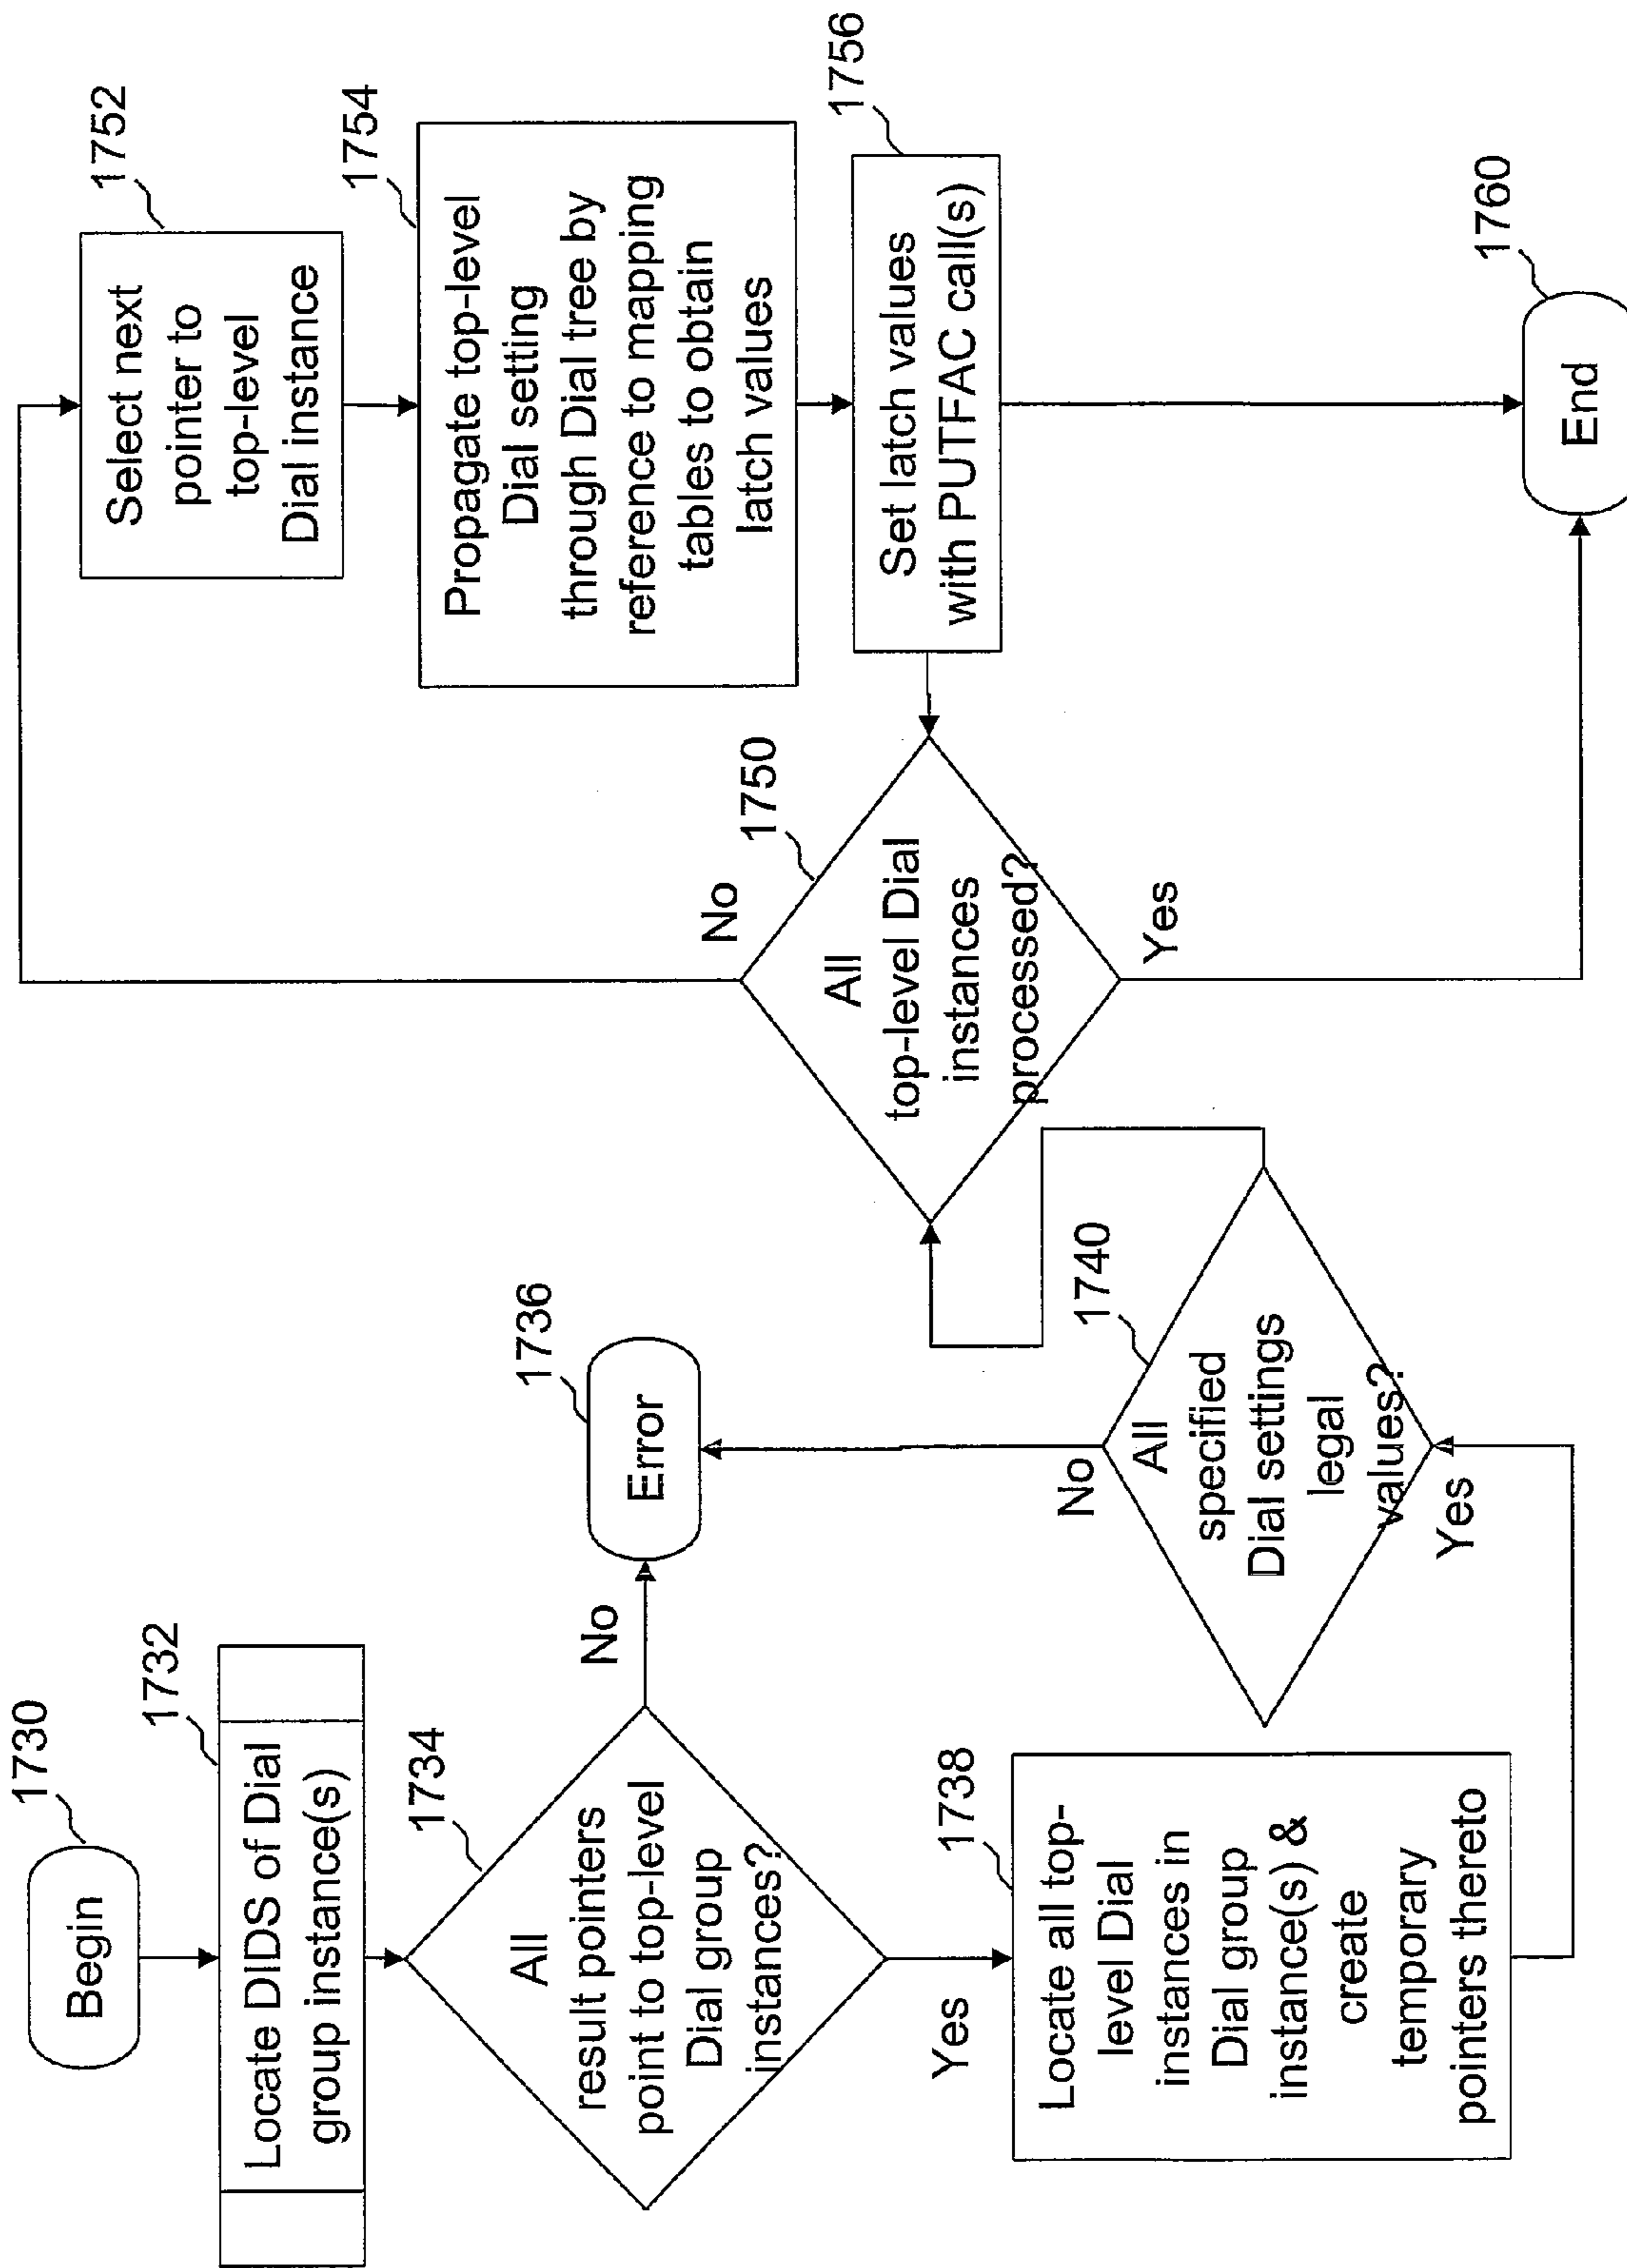 1730
Begin
1732
Locate DIDS of Dial
group instance(s)
1734
All
result pointers
point to top-level
Dial group
instances?
No
1736
Error
Yes
1738
Locate all top-
level Dial
instances in
Dial group
instance(s) &
create
temporary
pointers thereto
1740
No
All
specified
Dial settings
legal
values?
Yes
1750
No
All
top-level Dial
instances
processed?
Yes
1752
Select next
pointer to
top-level
Dial instance
1754
Propagate top-level
Dial setting
through Dial tree by
reference to mapping
tables to obtain
latch values
1756
Set latch values
with PUTFAC call(s)
1760
End